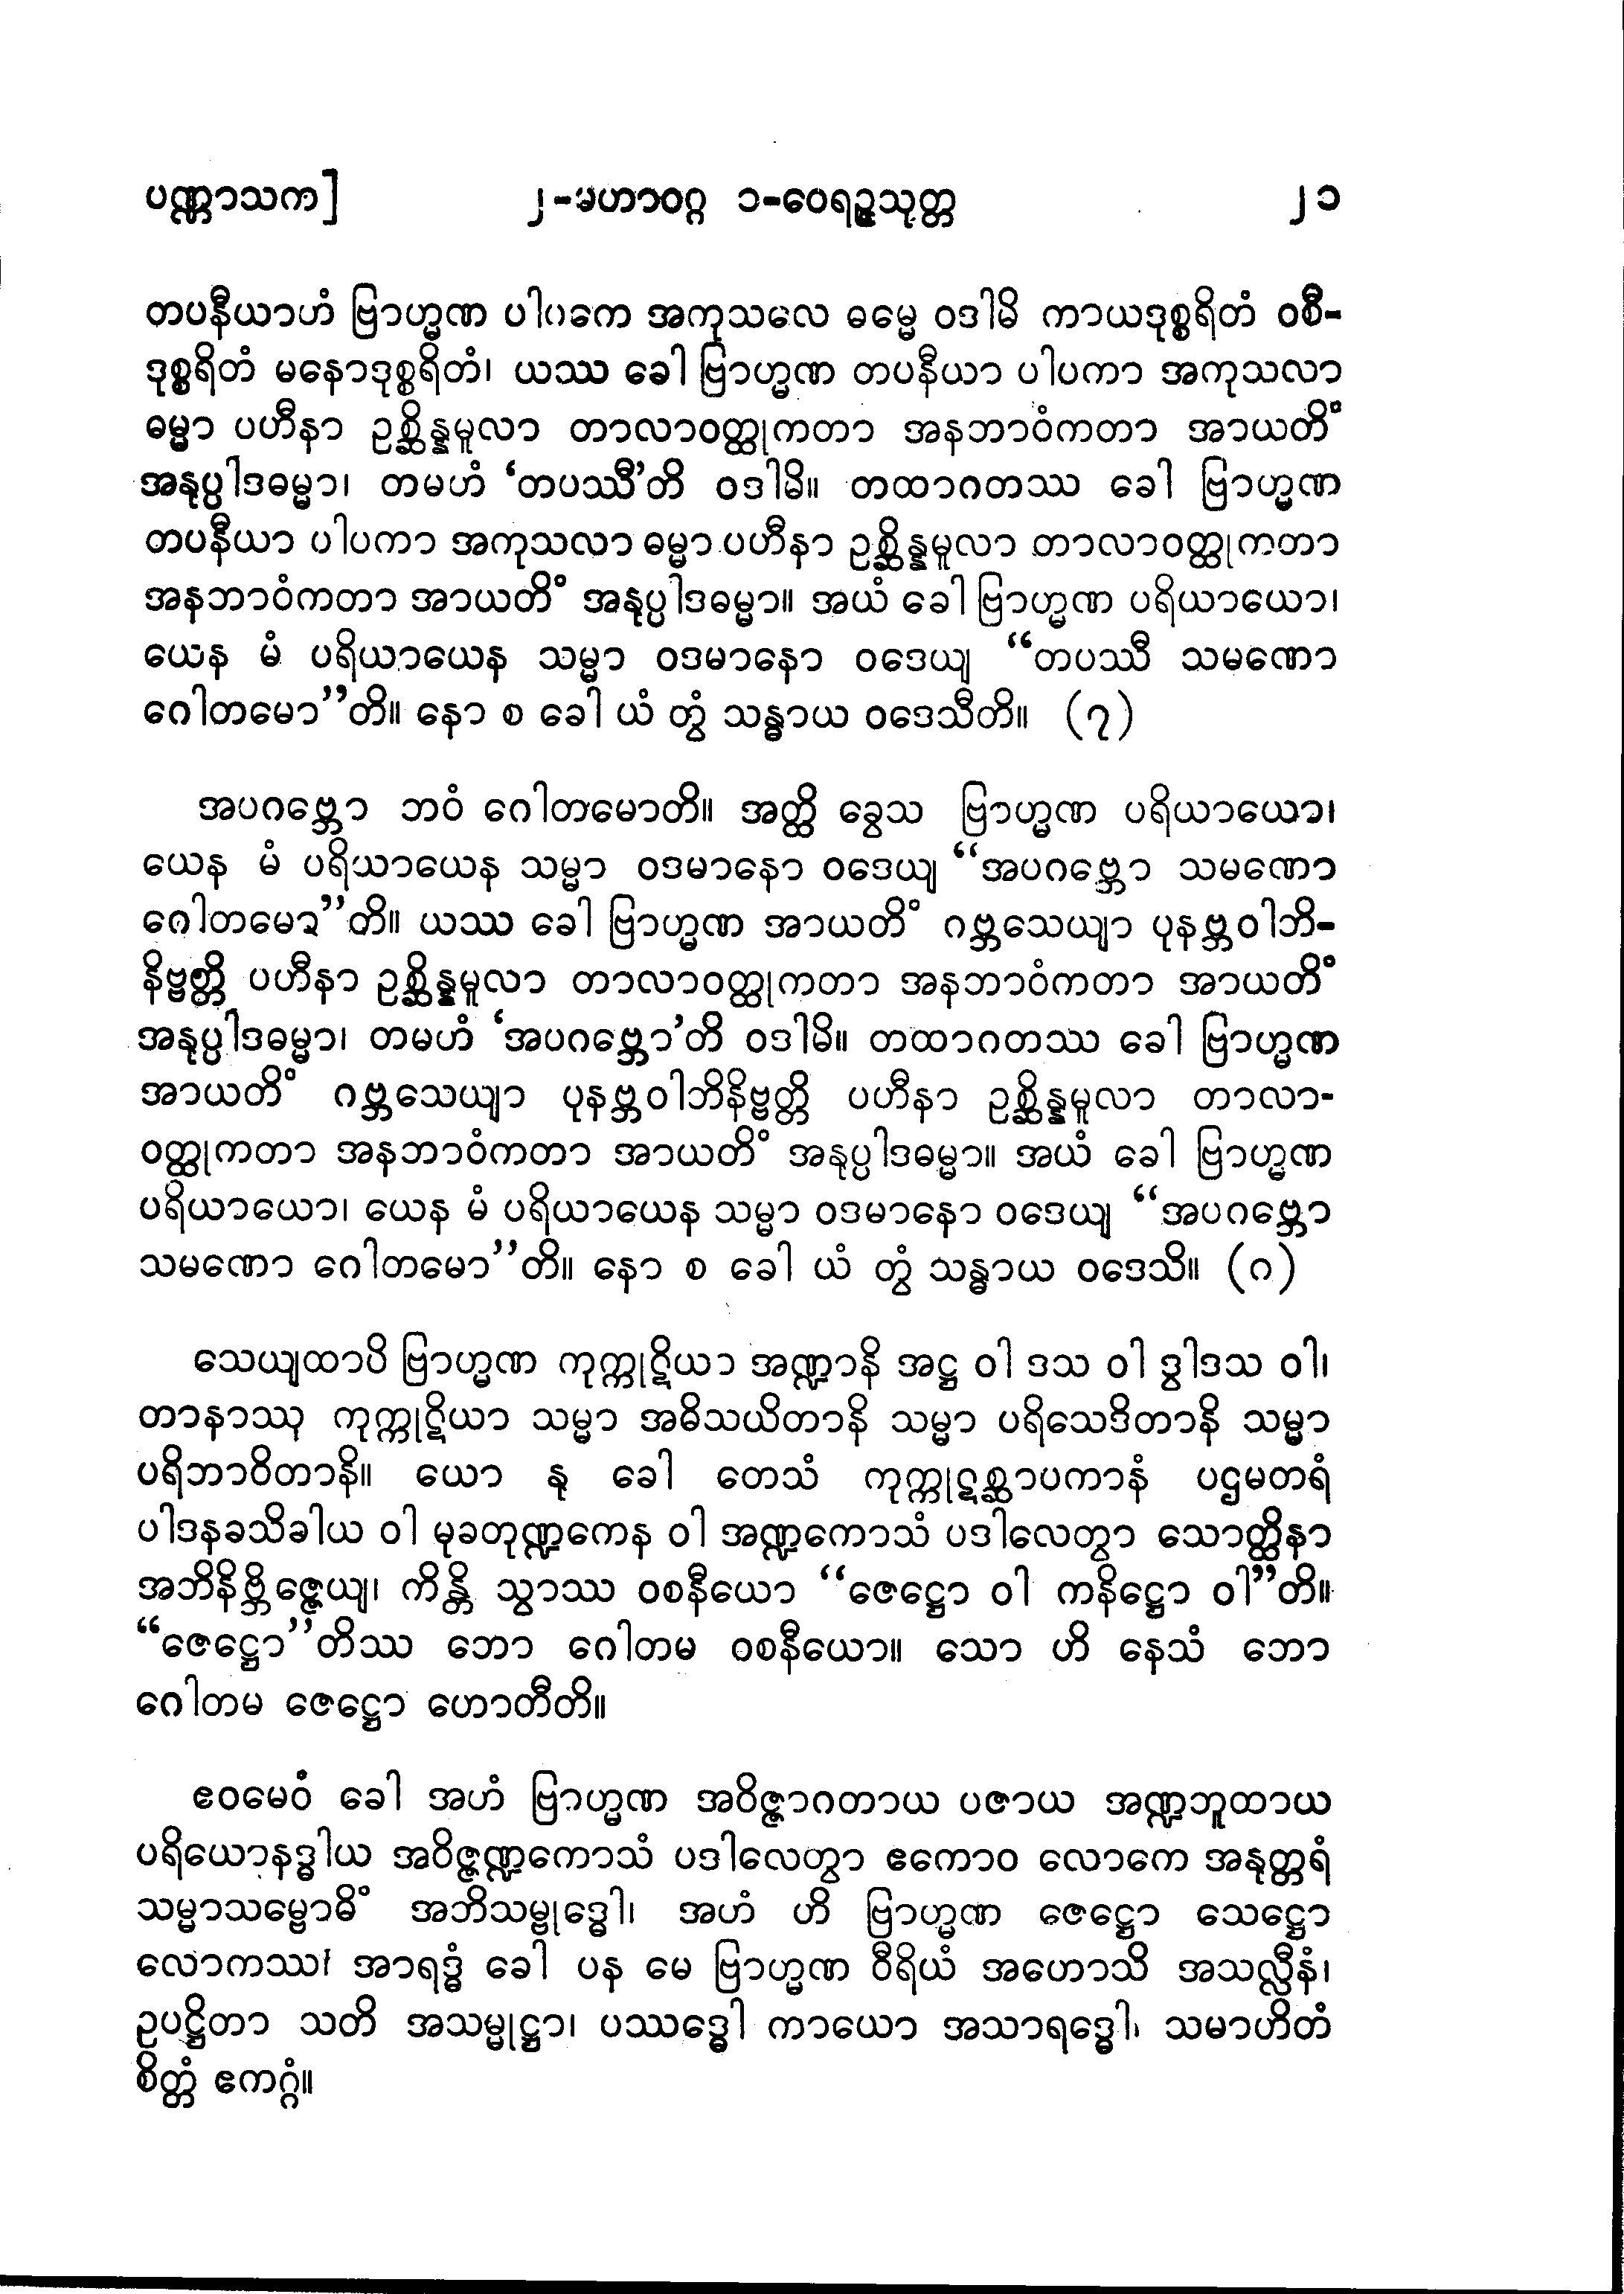 ပဏ္ဏာသက]
၂-မဟာဝဂ္ဂ ၁-ဝေရဉ္ဇသုတ္တ
၂၁
တပနီယာဟံ ဗြာဟ္မဏ ပါပကေ အကုသလေ ဓမ္မေ ဝဒါမိ ကာယဒုစ္စရိတံ ဝစီ-
ဒုစ္စရိတံ မနောဒုစ္စရိတံ၊ ယဿ ခေါ ဗြာဟ္မဏ တပနီယာ ပါပကာ အကုသလာ
ဓမ္မာ ပဟီနာ ဥစ္ဆိန္နမူလာ တာလာဝတ္ထုကတာ အနဘာဝံကတာ အာယတိံ
အနုပ္ပါဒဓမ္မာ၊ တမဟံ ‘တပဿီ’တိ ဝဒါမိ။ တထာဂတဿ ခေါ ဗြာဟ္မဏ
တပနီယာ ပါပကာ အကုသလာ ဓမ္မာ ပဟီနာ ဥစ္ဆိန္နမူလာ တာလာဝတ္ထုကတာ
အနဘာဝံကတာ အာယတိံ အနုပ္ပါဒဓမ္မာ။ အယံ ခေါ ဗြာဟ္မဏ ပရိယာယော၊
ယေန မံ ပရိယာယေန သမ္မာ ဝဒမာနော ဝဒေယျ “တပဿီ သမဏော
ဂေါတမော”တိ။ နော စ ခေါ ယံ တွံ သန္ဓာယ ဝဒေသီတိ။ (၇)
အပဂဗ္ဘော ဘဝံ ဂေါတမောတိ။ အတ္ထိ ခွေသ ဗြာဟ္မဏ ပရိယာယော၊
ယေန မံ ပရိယာယေန သမ္မာ ဝဒမာနော ဝဒေယျ “အပဂဗ္ဘော သမဏော
ဂေါတမော”တိ။ ယဿ ခေါ ဗြာဟ္မဏ အာယတိံ ဂဗ္ဘသေယျာ ပုနဗ္ဘဝါဘိ-
နိဗ္ဗတ္တိ ပဟီနာ ဥစ္ဆိန္နမူလာ တာလာဝတ္ထုကတာ အနဘာဝံကတာ အာယတိံ
အနုပ္ပါဒဓမ္မာ၊ တမဟံ ‘အပဂဗ္ဘော’တိ ဝဒါမိ။ တထာဂတဿ ခေါ ဗြာဟ္မဏ
အာယတိံ ဂဗ္ဘသေယျာ ပုနဗ္ဘဝါဘိနိဗ္ဗတ္တိ ပဟီနာ ဥစ္ဆိန္နမူလာ တာလာ-
ဝတ္ထုကတာ အနဘာဝံကတာ အာယတိံ အနုပ္ပါဒဓမ္မာ။ အယံ ခေါ ဗြာဟ္မဏ
ပရိယာယော၊ ယေန မံ ပရိယာယေန သမ္မာ ဝဒမာနော ဝဒေယျ “အပဂဗ္ဘော
သမဏော ဂေါတမော”တိ။ နော စ ခေါ ယံ တွံ သန္ဓာယ ဝဒေသိ။ (၈)
သေယျထာပိ ဗြာဟ္မဏ ကုက္ကုဋိယာ အဏ္ဍာနိ အဋ္ဌ ဝါ ဒသ ဝါ ဒွါဒသ ဝါ၊
တာနာဿု ကုက္ကုဋိယာ သမ္မာ အဓိသယိတာနိ သမ္မာ ပရိသေဒိတာနိ သမ္မာ
ပရိဘာဝိတာနိ။ ယော နု ခေါ တေသံ ကုက္ကုဋစ္ဆာပကာနံ ပဌမတရံ
ပါဒနခသိခါယ ဝါ မုခတုဏ္ဍကေန ဝါ အဏ္ဍကောသံ ပဒါလေတွာ သောတ္ထိနာ
အဘိနိဗ္ဘိဇ္ဇေယျ၊ ကိန္တိ သွာဿ ဝစနီယော “ဇေဋ္ဌော ဝါ ကနိဋ္ဌော ဝါ”တိ။
“ဇေဋ္ဌော”တိဿ ဘော ဂေါတမ ဝစနီယော။ သော ဟိ နေသံ ဘော
ဂေါတမ ဇေဋ္ဌော ဟောတီတိ။
ဧဝမေဝံ ခေါ အဟံ ဗြာဟ္မဏ အဝိဇ္ဇာဂတာယ ပဇာယ အဏ္ဍဘူတာယ
ပရိယောနဒ္ဓါယ အဝိဇ္ဇဏ္ဍကောသံ ပဒါလေတွာ ဧကောဝ လောကေ အနုတ္တရံ
သမ္မာသမ္ဗောဓိံ အဘိသမ္ဗုဒ္ဓေါ၊ အဟံ ဟိ ဗြာဟ္မဏ ဇေဋ္ဌော သေဋ္ဌော
လောကဿ၊ အာရဒ္ဓံ ခေါ ပန မေ ဗြာဟ္မဏ ဝီရိယံ အဟောသိ အသလ္လီနံ၊
ဥပဋ္ဌိတာ သတိ အသမ္မုဋ္ဌာ၊ ပဿဒ္ဓေါ ကာယော အသာရဒ္ဓေါ၊ သမာဟိတံ
စိတ္တံ ဧကဂ္ဂံ။